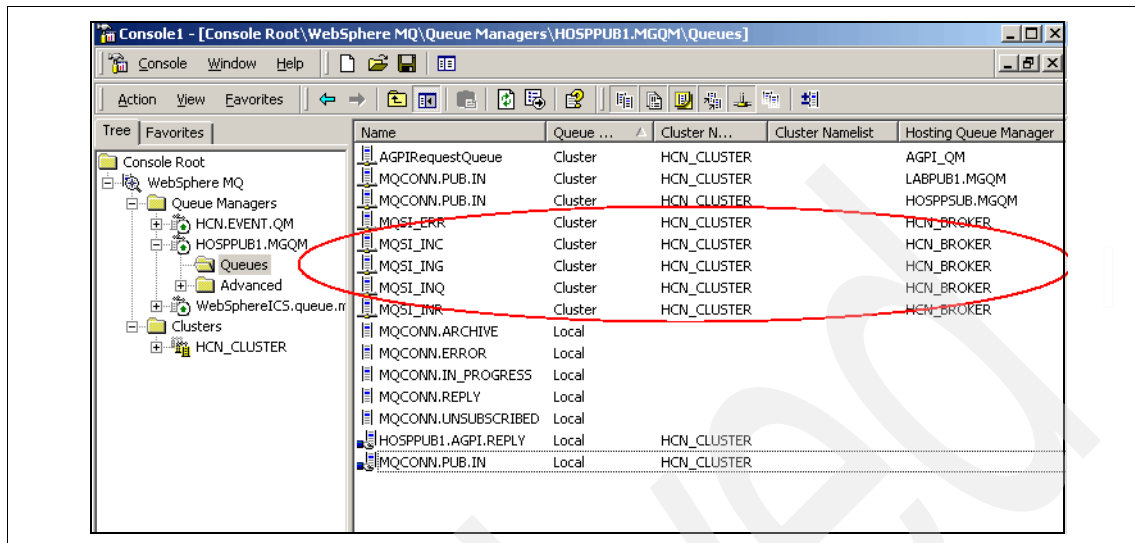 Console1 - [Console Root\WebSphere MQ\Queue Managers\HOSPPUB1.MGQM\Queues]
Console Window Help
Action View Favorites
Tree Favorites
Console Root
WebSphere MQ
Queue Managers
HCN.EVENT.QM
HOSPPUB1.MGQM
Queues
Advanced
WebSphereICS.queue.m
Clusters
HCN_CLUSTER
Name Queue ... Cluster N... Cluster Namelist Hosting Queue Manager
AGPIRequestQueue Cluster HCN_CLUSTER AGPI_QM
MQCONN.PUB.IN Cluster HCN_CLUSTER LABPUB1.MGQM
MQCONN.PUB.IN Cluster HCN_CLUSTER HOSPPSUB.MGQM
MQSI_ERR Cluster HCN_CLUSTER HCN_BROKER
MQSI_INC Cluster HCN_CLUSTER HCN_BROKER
MQSI_ING Cluster HCN_CLUSTER HCN_BROKER
MQSI_INQ Cluster HCN_CLUSTER HCN_BROKER
MQSI_INR Cluster HCN_CLUSTER HCN_BROKER
MQCONN.ARCHIVE Local
MQCONN.ERROR Local
MQCONN.IN_PROGRESS Local
MQCONN.REPLY Local
MQCONN.UNSUBSCRIBED Local
HOSPPUB1.AGPI.REPLY Local HCN_CLUSTER
MQCONN.PUB.IN Local HCN_CLUSTER